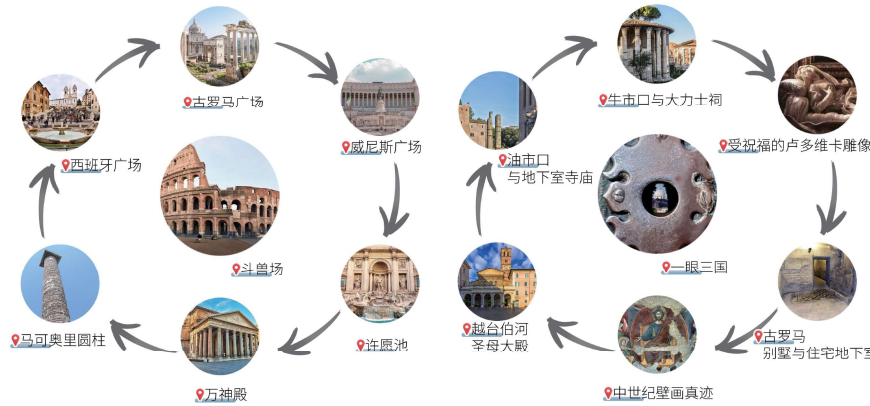 古罗马广场
威尼斯广场
西班牙广场
斗兽场
马可奥里圆柱
许愿池
万神殿
牛市口与大力士祠
受祝福的卢多维卡雕像
油市口
与地下室寺庙
一眼三国
越台伯河
圣母大殿
古罗马
别墅与住宅地下室
中世纪壁画真迹